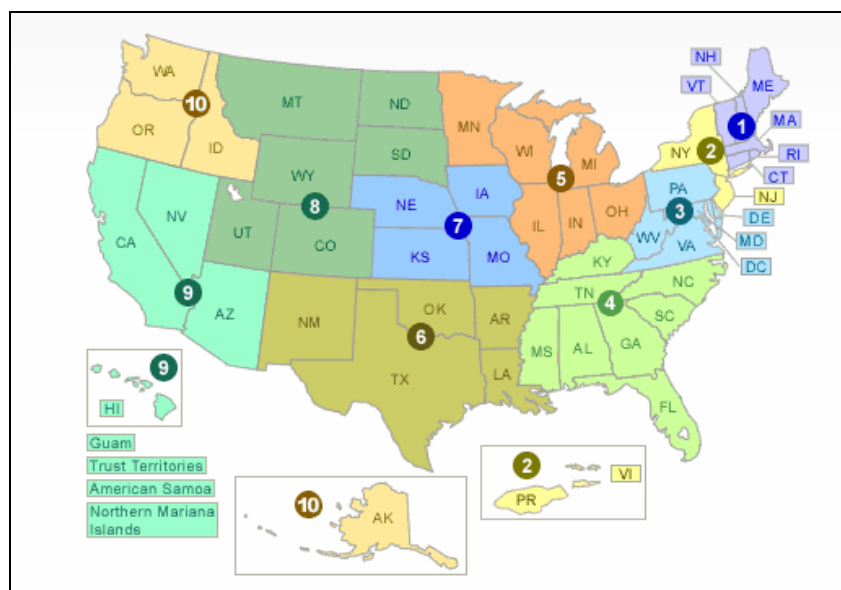 NH
ME
VT
WA
MT
ND
MA
10
MN
1
OR
ID
SD
WI
MI
NY
2
RI
CT
WY
5
PA
NJ
NV
8
NE
IA
3
DE
CA
UT
CO
7
IL
IN
OH
WV
VA
MD
KS
MO
KY
DC
9
AZ
NM
OK
AR
TN
4
NC
6
SC
MS
AL
GA
TX
LA
FL
9
HI
Guam
Trust Territories
American Samoa
Northern Mariana
Islands
10
AK
2
VI
PR